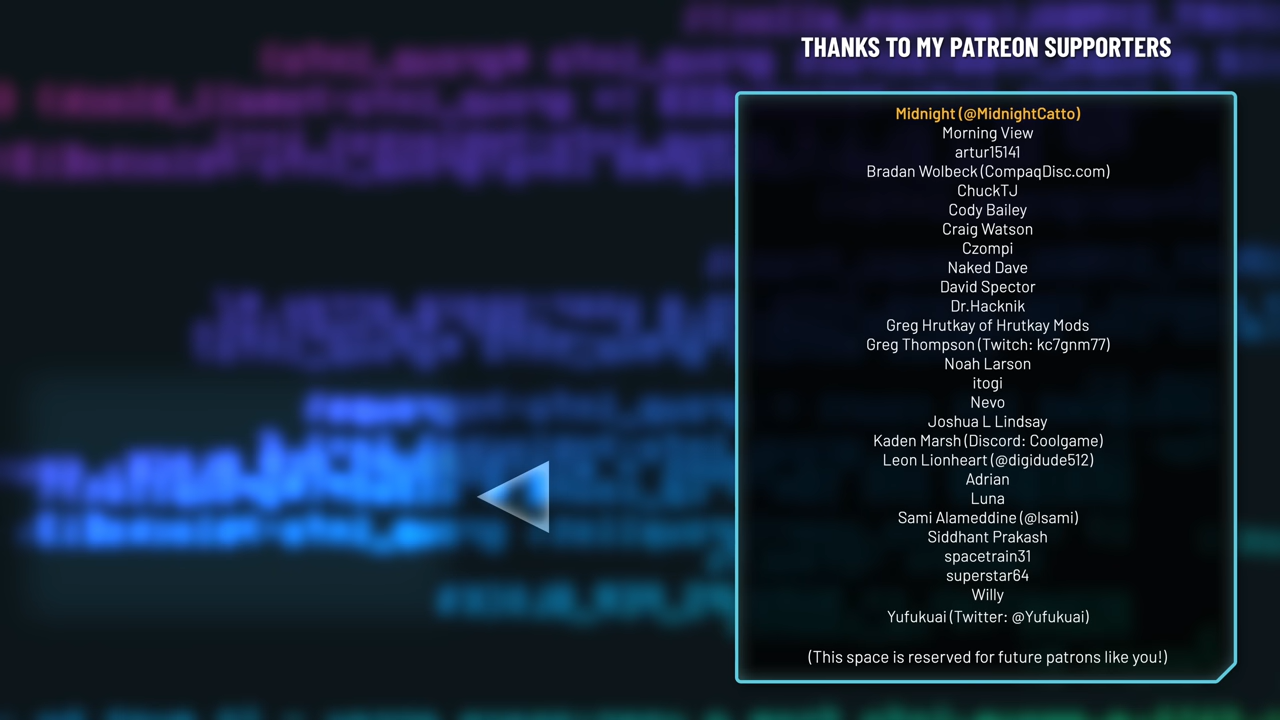 THANKS TO MY PATREON SUPPORTERS
Midnight (@MidnightCatto)
Morning View
artur15141
Bradan Wolbeck (CompaqDisc.com)
ChuckTJ
Cody Bailey
Craig Watson
Czompi
Naked Dave
David Spector
Dr.Hacknik
Greg Hrutkay of Hrutkay Mods
Greg Thompson (Twitch: kc7gnm77)
Noah Larson
itogi
Nevo
Joshua L Lindsay
Kaden Marsh (Discord: Coolgame)
Leon Lionheart (@digidude512)
Adrian
Luna
Sami Alameddine (@lsami)
Siddhant Prakash
spacetrain31
superstar64
Willy
Yufukuai (Twitter: @Yufukuai)
(This space is reserved for future patrons like you!)